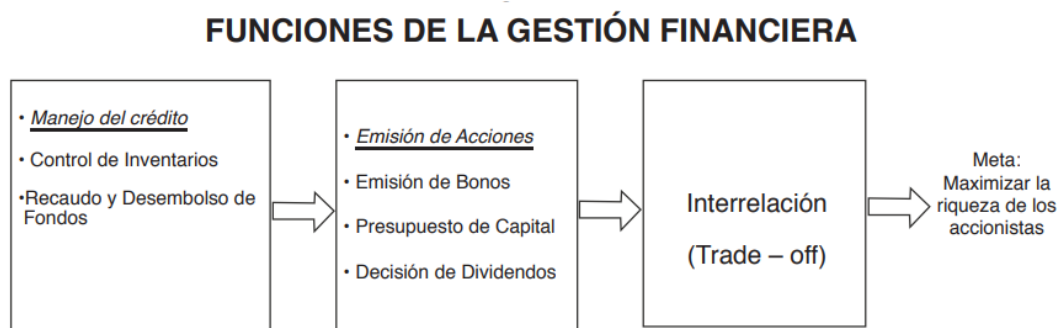 FUNCIONES DE LA GESTIÓN FINANCIERA
• Manejo del crédito
• Control de Inventarios
•Recaudo y Desembolso de
Fondos
• Emisión de Acciones
• Emisión de Bonos
• Presupuesto de Capital
• Decisión de Dividendos
Interrelación
(Trade – off)
Meta:
Maximizar la
riqueza de los
accionistas